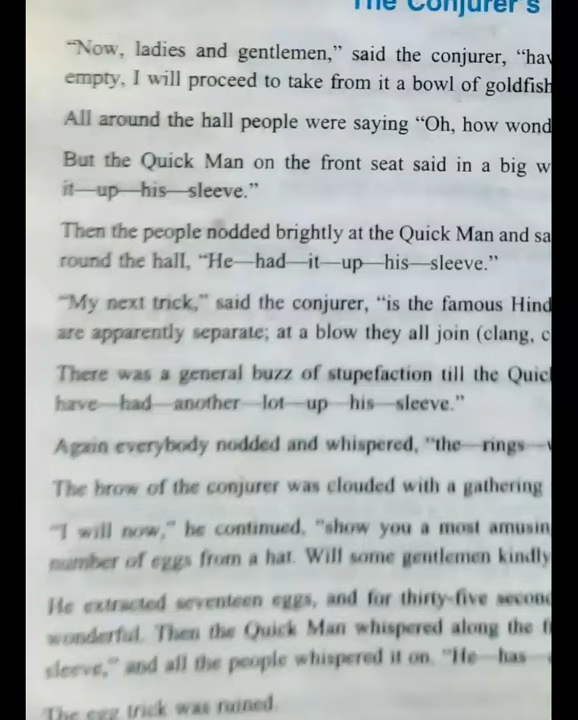 The Conjurer's
“Now, ladies and gentlemen,” said the conjurer, “hav
empty, I will proceed to take from it a bowl of goldfish
All around the hall people were saying “Oh, how wond
But the Quick Man on the front seat said in a big w
it—up—his—sleeve.”
Then the people nodded brightly at the Quick Man and sa
round the hall, “He—had—it—up—his—sleeve.”
“My next trick,” said the conjurer, “is the famous Hind
are apparently separate; at a blow they all join (clang, c
There was a general buzz of stupefaction till the Quic
have—had—another—lot—up—his—sleeve.”
Again everybody nodded and whispered, “the—rings—
The brow of the conjurer was clouded with a gathering
“I will now,” he continued, “show you a most amusin
number of eggs from a hat. Will some gentlemen kindly
He extracted seventeen eggs, and for thirty-five secon
wonderful. Then the Quick Man whispered along the f
sleeve,” and all the people whispered it on. “He—has—
The egg trick was ruined.